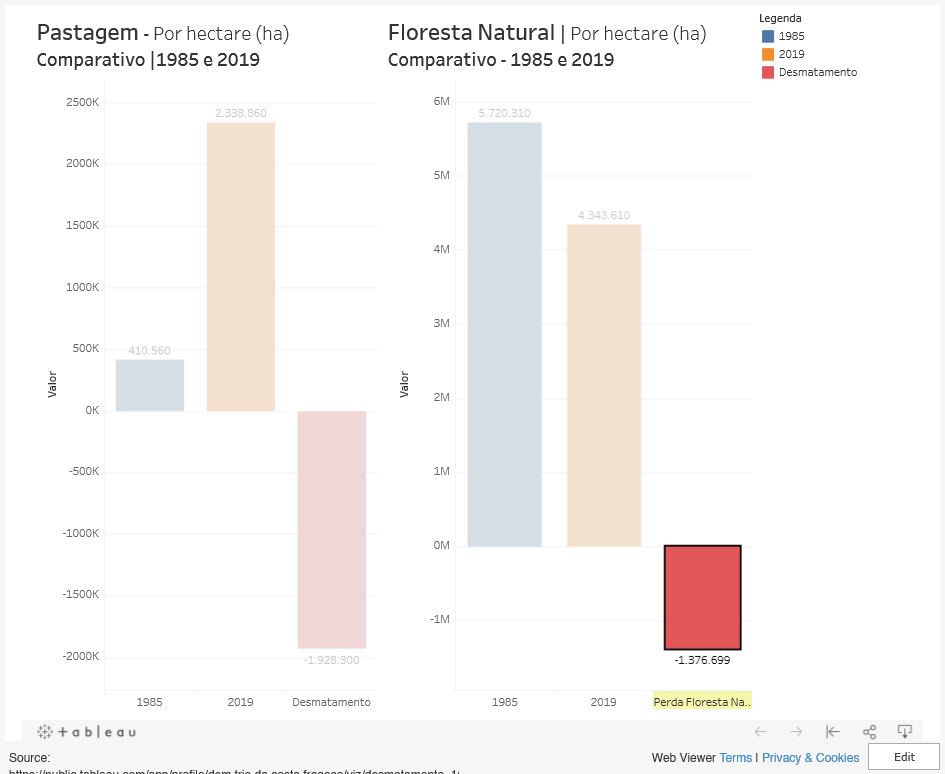 Pastagem - Por hectare (ha)
Comparativo |1985 e 2019
Floresta Natural | Por hectare (ha)
Comparativo - 1985 e 2019
Legenda
1985
2019
Desmatamento
2500K
2000K
1500K
1000K
500K
0K
-500K
-1000K
-1500K
-2000K
Valor
410.560
2.338.860
-1.928.300
1985
2019
Desmatamento
6M
5M
4M
3M
2M
1M
0M
-1M
Valor
5.720.310
4.343.610
-1.376.699
1985
2019
Perda Floresta Na..
+ a b l e a u
Source:
Web Viewer Terms | Privacy & Cookies
Edit